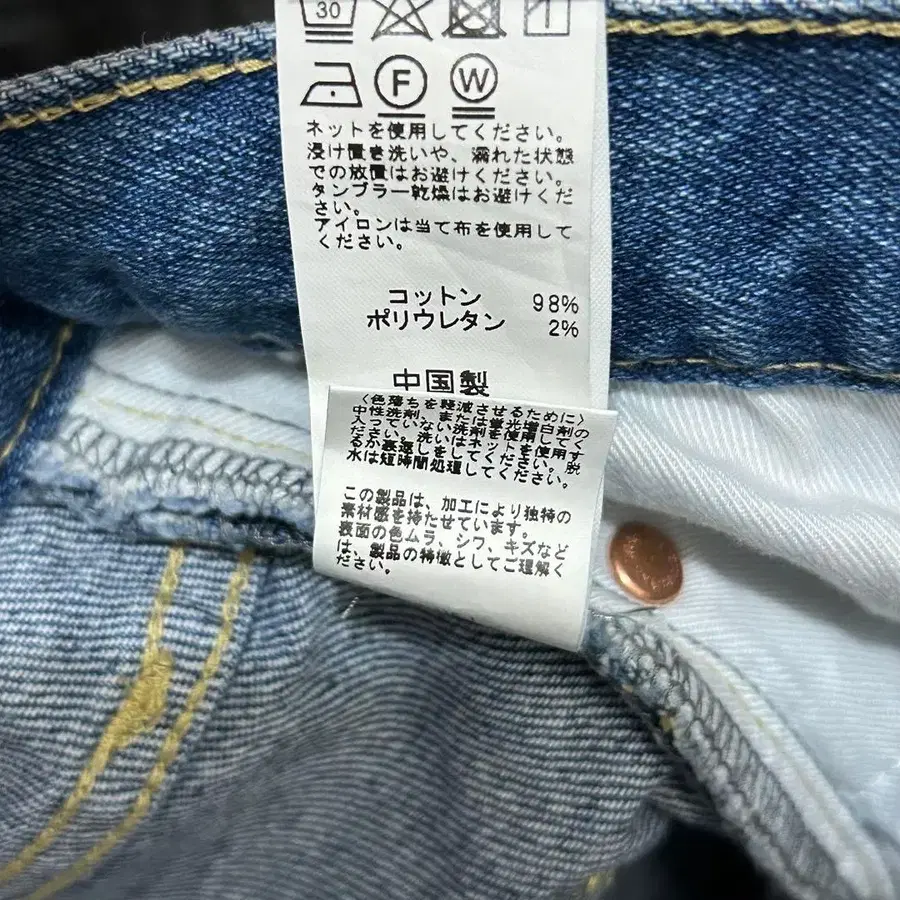 30
F
W
ネットを使用してください。
浸け置き洗いや、濡れた状態
での放置はお避けください。
タンブラー乾燥はお避けくだ
さい。
アイロンは当て布を使用して
ください。
コットン 98%
ポリウレタン 2%
中国製
〈色落ちを軽減させるために〉
中性洗剤、または蛍光増白剤の
入っていない洗剤を使用してく
ださい。洗いはネットを使用す
るか裏返しをしてください。脱
水は短時間処理してください。
この製品は、加工により独特の
素材感を持たせています。
表面の色ムラ、シワ、キズなど
は、製品の特徴としてご理解く
ださい。